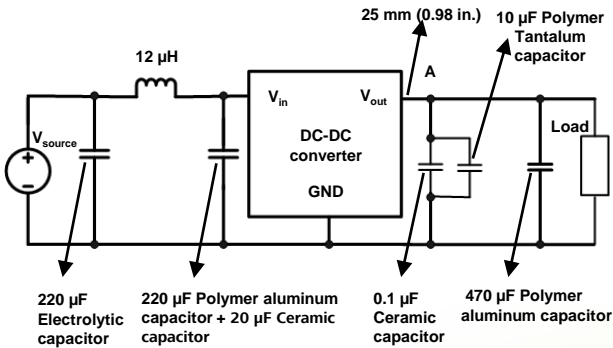 25 mm (0.98 in.)
10 µF Polymer
Tantalum
capacitor
12 µH
A
Vin
Vout
Vsource
DC-DC
converter
Load
GND
220 µF
Electrolytic
capacitor
220 µF Polymer aluminum
capacitor + 20 µF Ceramic
capacitor
0.1 µF
Ceramic
capacitor
470 µF Polymer
aluminum capacitor